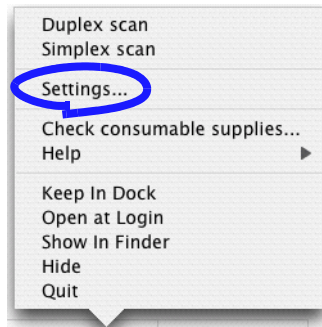 Duplex scan
Simplex scan
Settings...
Check consumable supplies...
Help
Keep In Dock
Open at Login
Show In Finder
Hide
Quit